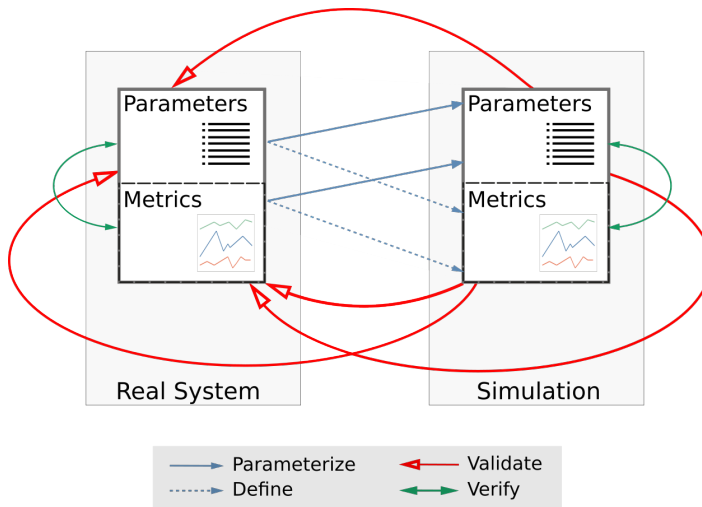 Parameters
Metrics
Real System
Parameters
Metrics
Simulation
Parameterize
Define
Validate
Verify